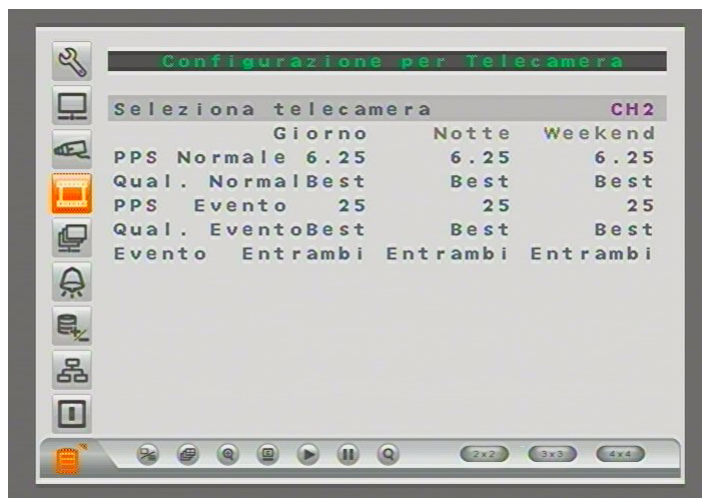 Configurazione per Telecamera
Seleziona telecamera CH2
Giorno Notte Weekend
PPS Normale 6.25 6.25 6.25
Qual. NormalBest Best Best
PPS Evento 25 25 25
Qual. EventoBest Best Best
Evento Entrambi Entrambi Entrambi
2x2 3x3 4x4